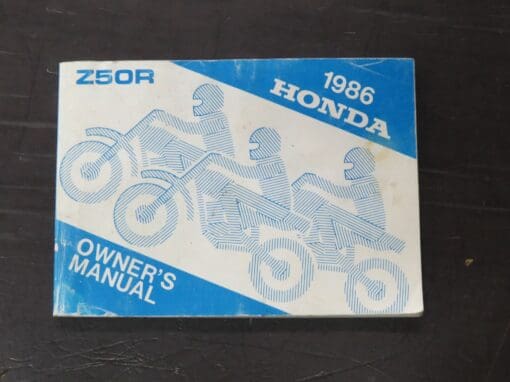 Z50R
1986
HONDA
OWNER'S
MANUAL